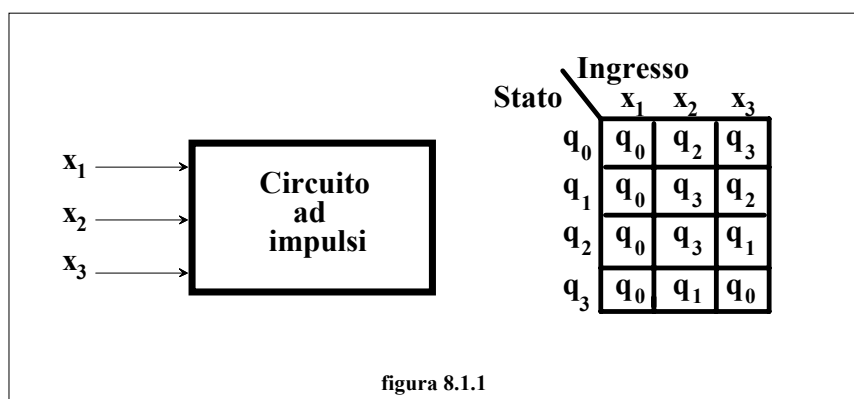 Ingresso
Stato x1 x2 x3
q0 q0 q2 q3
q1 q0 q3 q2
q2 q0 q3 q1
q3 q0 q1 q0
x1
x2
x3
Circuito
ad
impulsi
figura 8.1.1